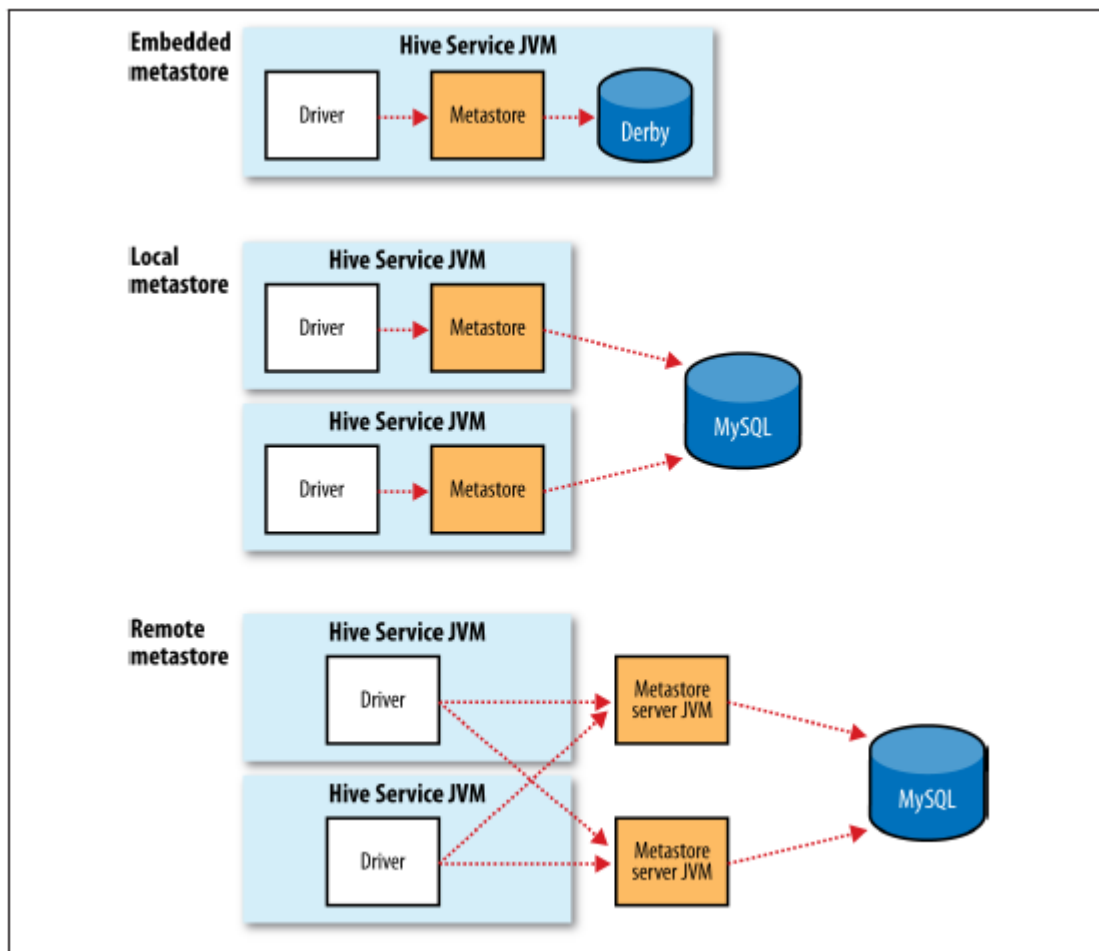 Embedded
metastore
Hive Service JVM
Driver
Metastore
Derby
Local
metastore
Hive Service JVM
Driver
Metastore
Hive Service JVM
Driver
Metastore
MySQL
Remote
metastore
Hive Service JVM
Driver
Metastore
server JVM
Hive Service JVM
Driver
Metastore
server JVM
MySQL